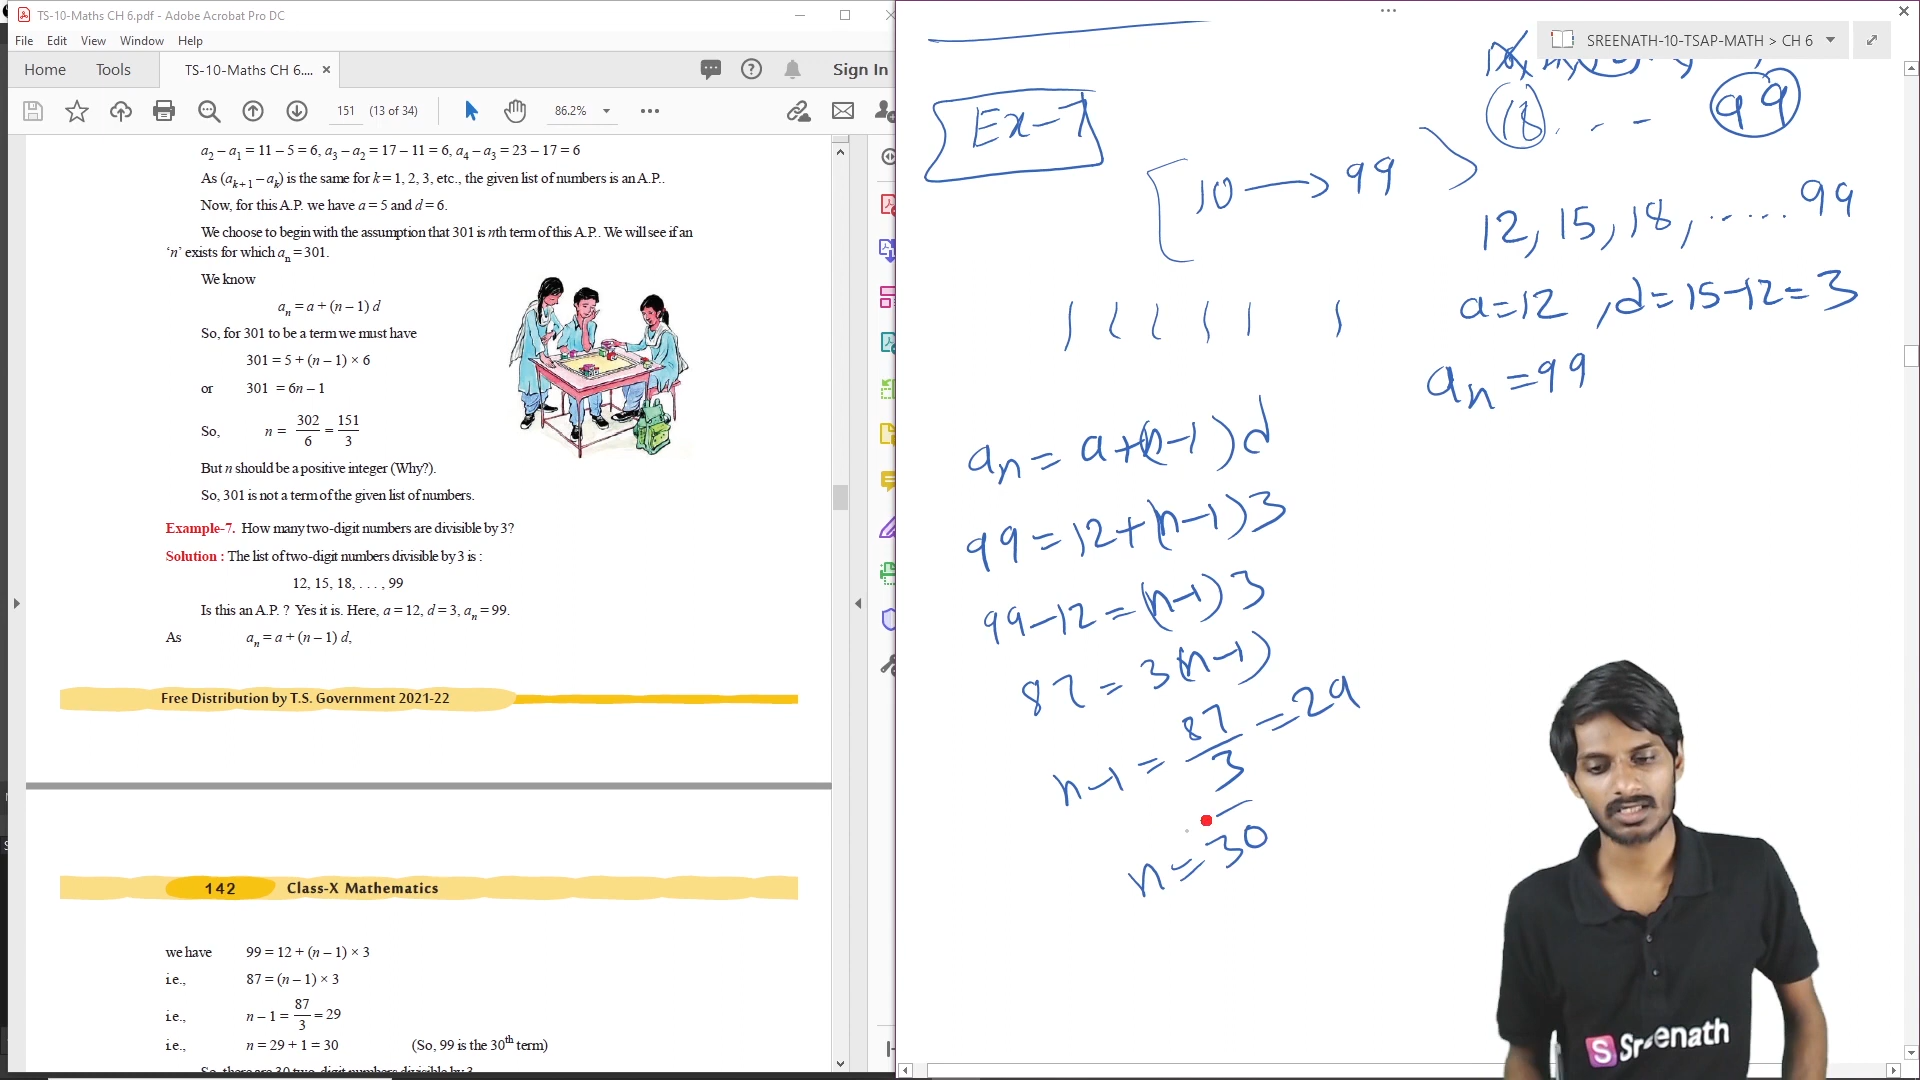 TS-10-Maths CH 6.pdf - Adobe Acrobat Pro DC
File Edit View Window Help
Home Tools TS-10-Maths CH 6.... × Sign In
151 (13 of 34) 86.2%
a₂ – a₁ = 11 – 5 = 6, a₃ – a₂ = 17 – 11 = 6, a₄ – a₃ = 23 – 17 = 6
As (aₖ₊₁ – aₖ) is the same for k = 1, 2, 3, etc., the given list of numbers is an A.P..
Now, for this A.P. we have a = 5 and d = 6.
We choose to begin with the assumption that 301 is nth term of this A.P.. We will see if an
‘n’ exists for which aₙ = 301.
We know
aₙ = a + (n – 1) d
So, for 301 to be a term we must have
301 = 5 + (n – 1) × 6
or 301 = 6n – 1
So, n = 302/6 = 151/3
But n should be a positive integer (Why?).
So, 301 is not a term of the given list of numbers.
Example-7. How many two-digit numbers are divisible by 3?
Solution : The list of two-digit numbers divisible by 3 is :
12, 15, 18, . . . , 99
Is this an A.P. ? Yes it is. Here, a = 12, d = 3, aₙ = 99.
As aₙ = a + (n – 1) d,
Free Distribution by T.S. Government 2021-22
142 Class-X Mathematics
we have 99 = 12 + (n – 1) × 3
i.e., 87 = (n – 1) × 3
i.e., n – 1 = 87/3 = 29
i.e., n = 29 + 1 = 30 (So, 99 is the 30th term)
So, there are 30 two-digit numbers divisible by 3.
SREENATH-10-TSAP-MATH > CH 6
Ex-7
18 . . - 99
10 → 99
12, 15, 18, ...... 99
a=12 , d=15-12=3
aₙ=99
aₙ = a+(n-1)d
99=12+(n-1)3
99-12=(n-1)3
87 = 3(n-1)
n-1 = 87/3 = 29
n=30
Sreenath